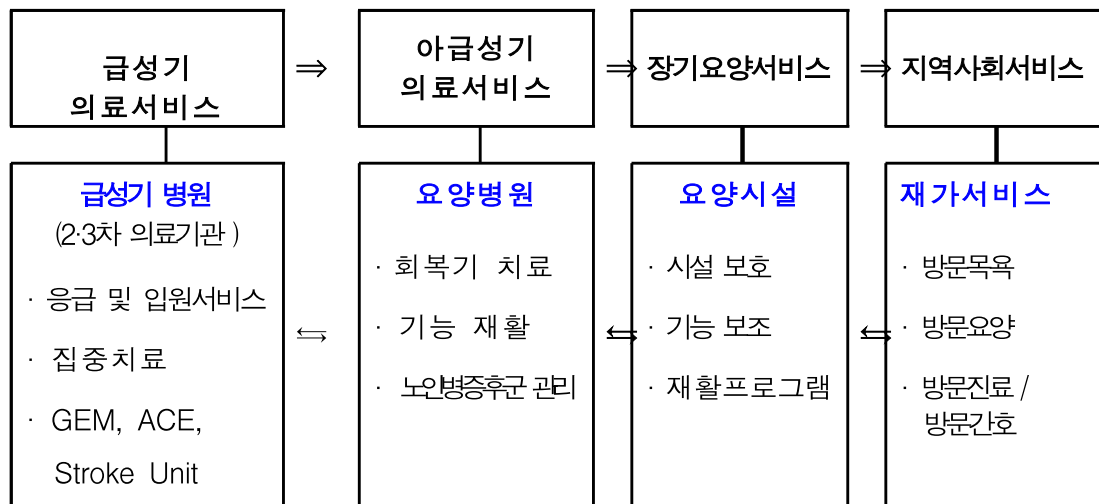 급성기
의료서비스
⇒
아급성기
의료서비스
⇒
장기요양서비스
⇒
지역사회서비스
급성기 병원
(2·3차 의료기관 )
· 응급 및 입원서비스
· 집중치료
· GEM, ACE,
Stroke Unit
⇆
요양병원
· 회복기 치료
· 기능 재활
· 노인병증후군 관리
⇆
요양시설
· 시설 보호
· 기능 보조
· 재활프로그램
⇆
재가서비스
· 방문목욕
· 방문요양
· 방문진료 /
방문간호